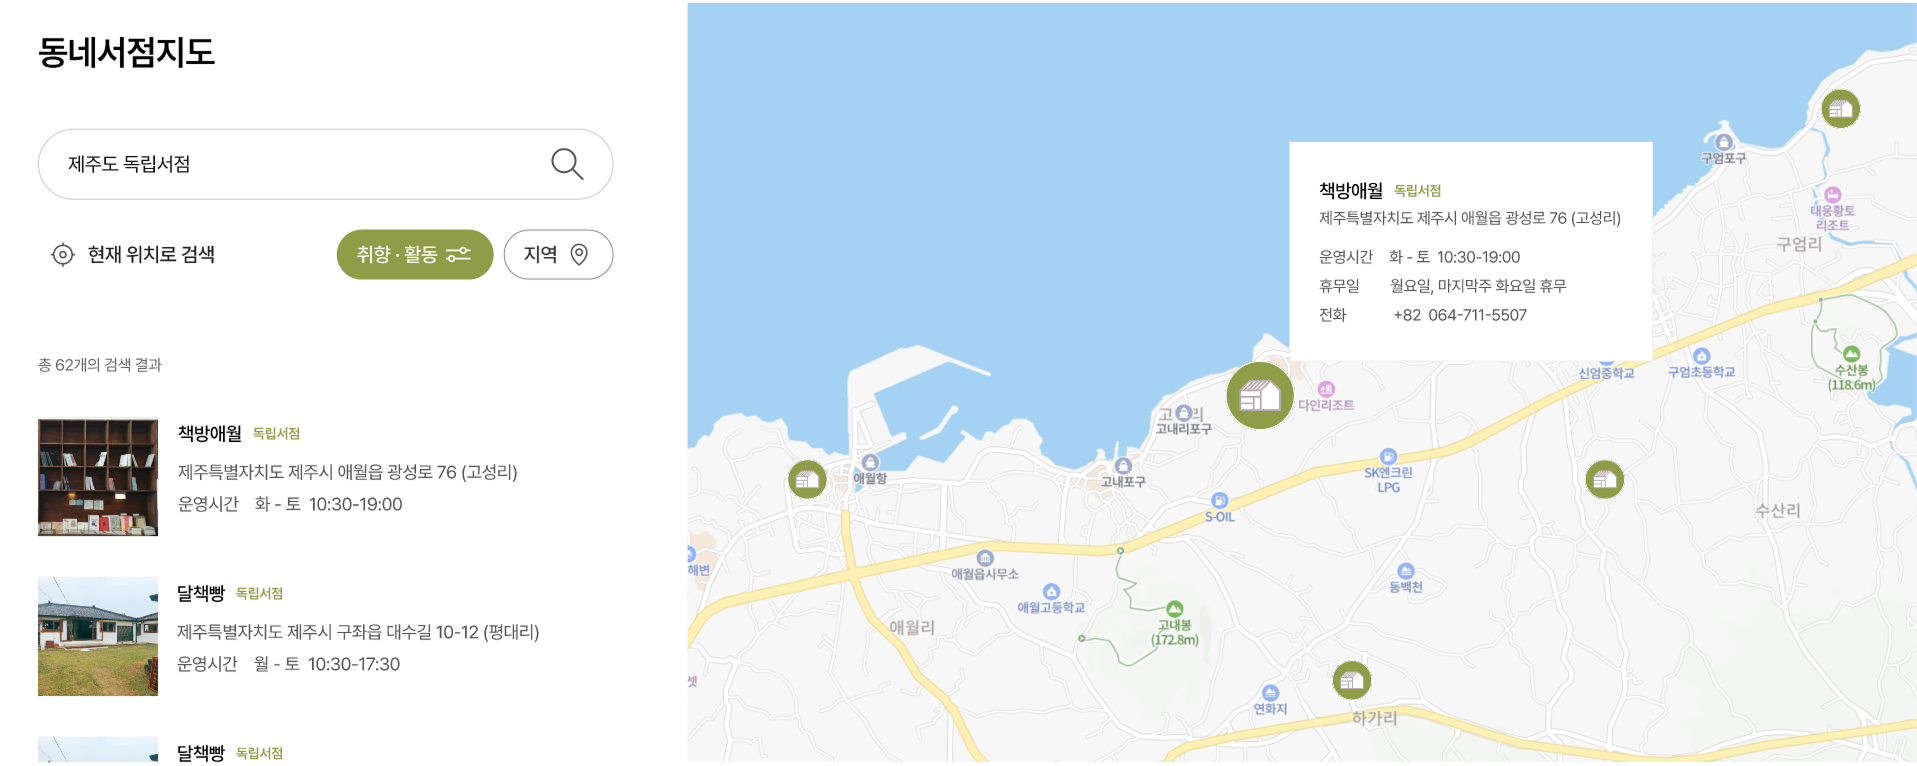 동네서점지도
제주도 독립서점
현재 위치로 검색
취향 · 활동
지역
총 62개의 검색 결과
책방애월 독립서점
제주특별자치도 제주시 애월읍 광성로 76 (고성리)
운영시간 화 - 토 10:30-19:00
달책빵 독립서점
제주특별자치도 제주시 구좌읍 대수길 10-12 (평대리)
운영시간 월 - 토 10:30-17:30
달책빵 독립서점
책방애월 독립서점
제주특별자치도 제주시 애월읍 광성로 76 (고성리)
운영시간 화 - 토 10:30-19:00
휴무일 월요일, 마지막주 화요일 휴무
전화 +82 064-711-5507
구엄포구
대웅황토
리조트
구엄리
수산봉
(118.6m)
신엄중학교
구엄초등학교
다인리조트
고 리
고내리포구
애월항
고내포구
SK엔크린
LPG
S-OIL
수산리
해변
애월읍사무소
동백천
애월고등학교
고내봉
(172.8m)
애월리
셋
연화지
하가리